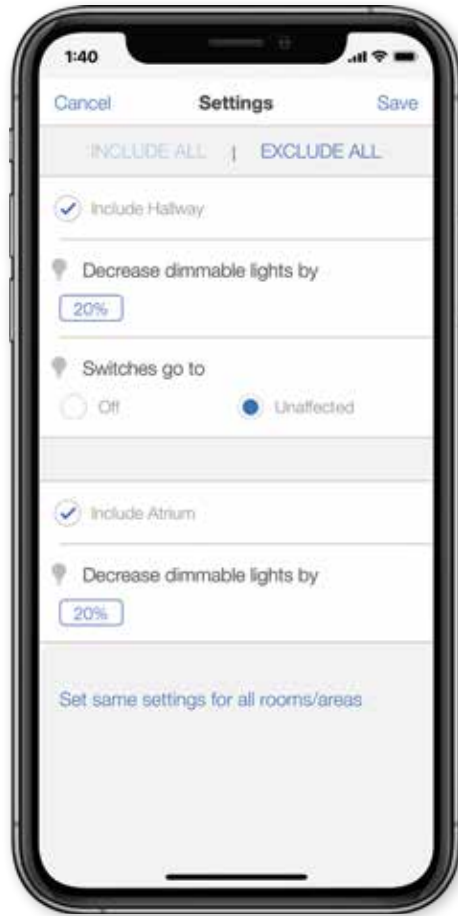 1:40
Cancel Settings Save
INCLUDE ALL | EXCLUDE ALL
Include Hallway
Decrease dimmable lights by
20%
Switches go to
Off Unaffected
Include Atrium
Decrease dimmable lights by
20%
Set same settings for all rooms/areas